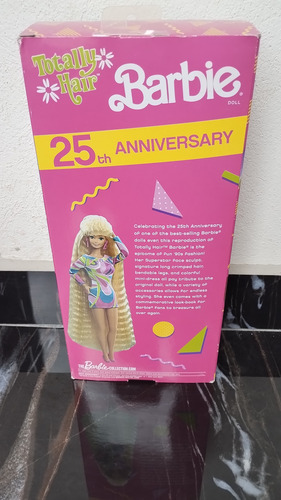 Totally
Hair™
Barbie
DOLL
25th ANNIVERSARY
Celebrating the 25th Anniversary
of one of the best-selling Barbie®
dolls ever! This reproduction of
Totally Hair™ Barbie® is the
epitome of fun '90s fashion!
Her Superstar face sculpt,
signature long crimped hair,
bendable legs, and colorful
mini-dress all pay tribute to the
original doll, while a variety of
accessories allows for endless
styling. She even comes with a
commemorative look-book for
Barbie® fans to treasure all
over again.
THE Barbie COLLECTION.COM